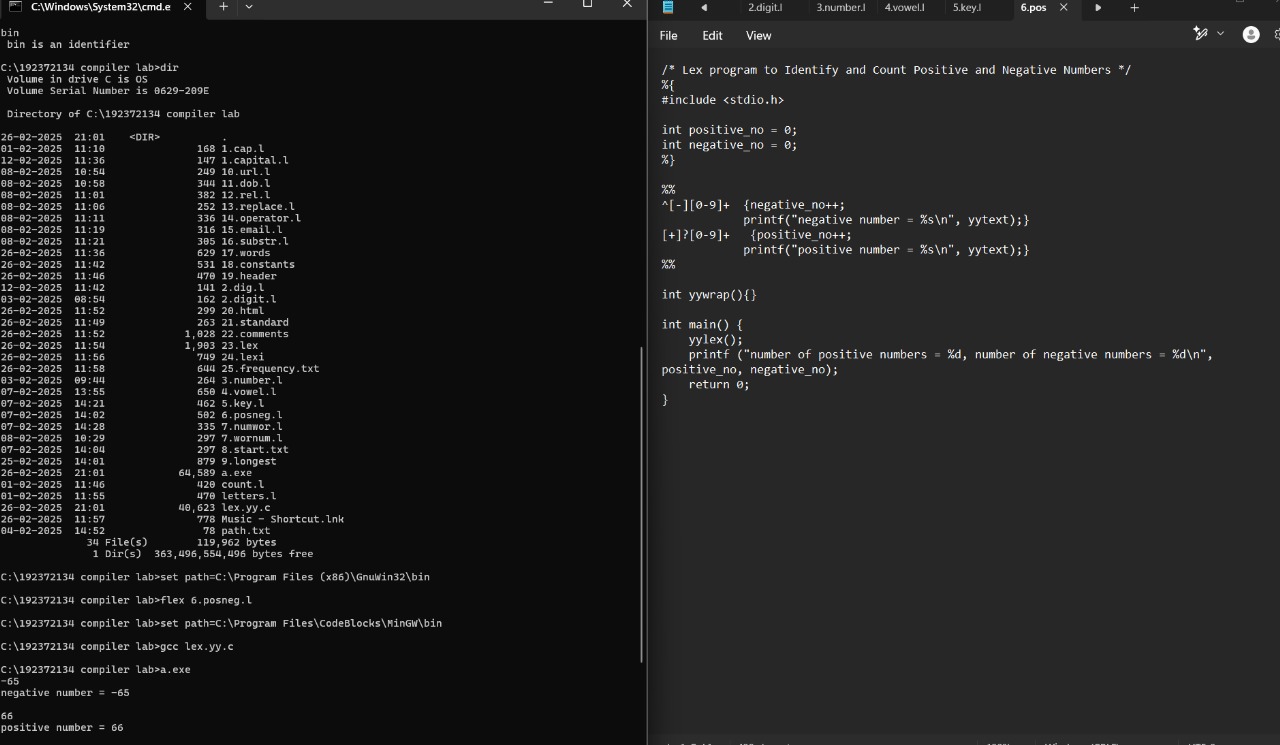 C:\Windows\System32\cmd.e
bin
 bin is an identifier
C:\192372134 compiler lab>dir
 Volume in drive C is OS
 Volume Serial Number is 0629-209E
 Directory of C:\192372134 compiler lab
26-02-2025  21:01    <DIR>          .
01-02-2025  11:10               168 1.cap.l
12-02-2025  11:36               147 1.capital.l
08-02-2025  10:54               249 10.url.l
08-02-2025  10:58               344 11.dob.l
08-02-2025  11:01               382 12.rel.l
08-02-2025  11:06               252 13.replace.l
08-02-2025  11:11               336 14.operator.l
08-02-2025  11:19               316 15.email.l
08-02-2025  11:21               305 16.substr.l
26-02-2025  11:36               629 17.words
26-02-2025  11:42               531 18.constants
26-02-2025  11:46               470 19.header
12-02-2025  11:42               141 2.dig.l
03-02-2025  08:54               162 2.digit.l
26-02-2025  11:52               299 20.html
26-02-2025  11:49               263 21.standard
26-02-2025  11:52             1,028 22.comments
26-02-2025  11:54             1,903 23.lex
26-02-2025  11:56               749 24.lexi
26-02-2025  11:58               644 25.frequency.txt
03-02-2025  09:44               264 3.number.l
07-02-2025  13:55               650 4.vowel.l
07-02-2025  14:21               462 5.key.l
07-02-2025  14:02               502 6.posneg.l
07-02-2025  14:28               335 7.numwor.l
08-02-2025  10:29               297 7.wornum.l
07-02-2025  14:04               297 8.start.txt
25-02-2025  14:01               879 9.longest
26-02-2025  21:01            64,589 a.exe
01-02-2025  11:46               420 count.l
01-02-2025  11:55               470 letters.l
26-02-2025  21:01            40,623 lex.yy.c
26-02-2025  11:57               778 Music - Shortcut.lnk
04-02-2025  14:52                78 path.txt
34 File(s)        119,962 bytes
1 Dir(s)  363,496,554,496 bytes free
C:\192372134 compiler lab>set path=C:\Program Files (x86)\GnuWin32\bin
C:\192372134 compiler lab>flex 6.posneg.l
C:\192372134 compiler lab>set path=C:\Program Files\CodeBlocks\MinGW\bin
C:\192372134 compiler lab>gcc lex.yy.c
C:\192372134 compiler lab>a.exe
-65
negative number = -65
66
positive number = 66
2.digit.l 3.number.l 4.vowel.l 5.key.l 6.pos
File Edit View
/* Lex program to Identify and Count Positive and Negative Numbers */
%{
#include <stdio.h>
int positive_no = 0;
int negative_no = 0;
%}
%%
^[-][0-9]+  {negative_no++;
printf("negative number = %s\n", yytext);}
[+]?[0-9]+   {positive_no++;
printf("positive number = %s\n", yytext);}
%%
int yywrap(){}
int main() {
yylex();
printf ("number of positive numbers = %d, number of negative numbers = %d\n",
positive_no, negative_no);
return 0;
}